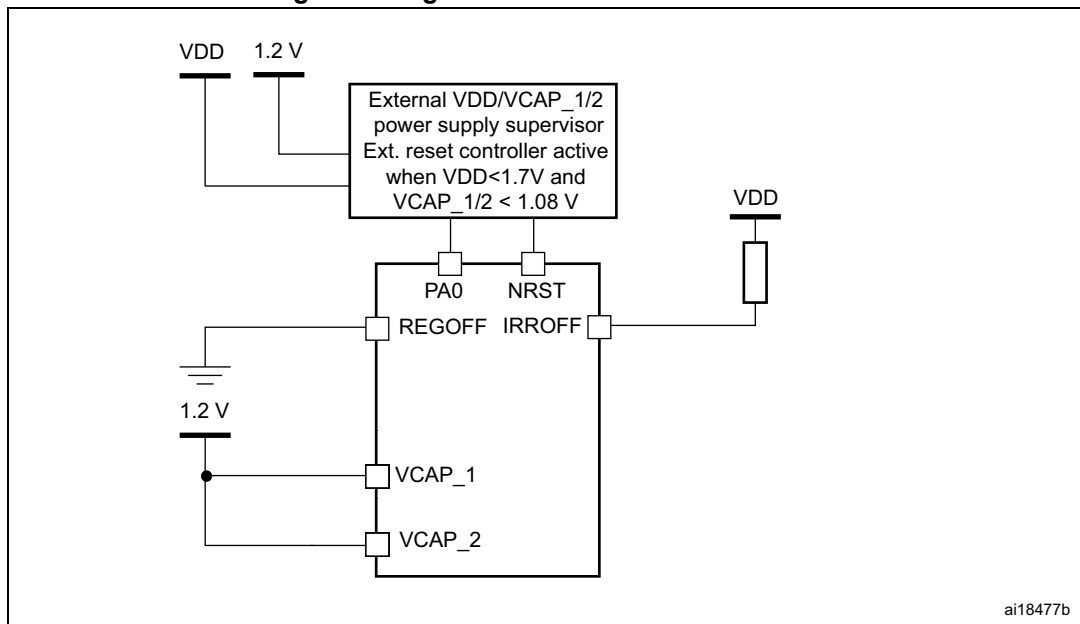 VDD 1.2 V
External VDD/VCAP_1/2
power supply supervisor
Ext. reset controller active
when VDD<1.7V and
VCAP_1/2 < 1.08 V
VDD
PA0 NRST
REGOFF IRROFF
1.2 V
VCAP_1
VCAP_2
ai18477b